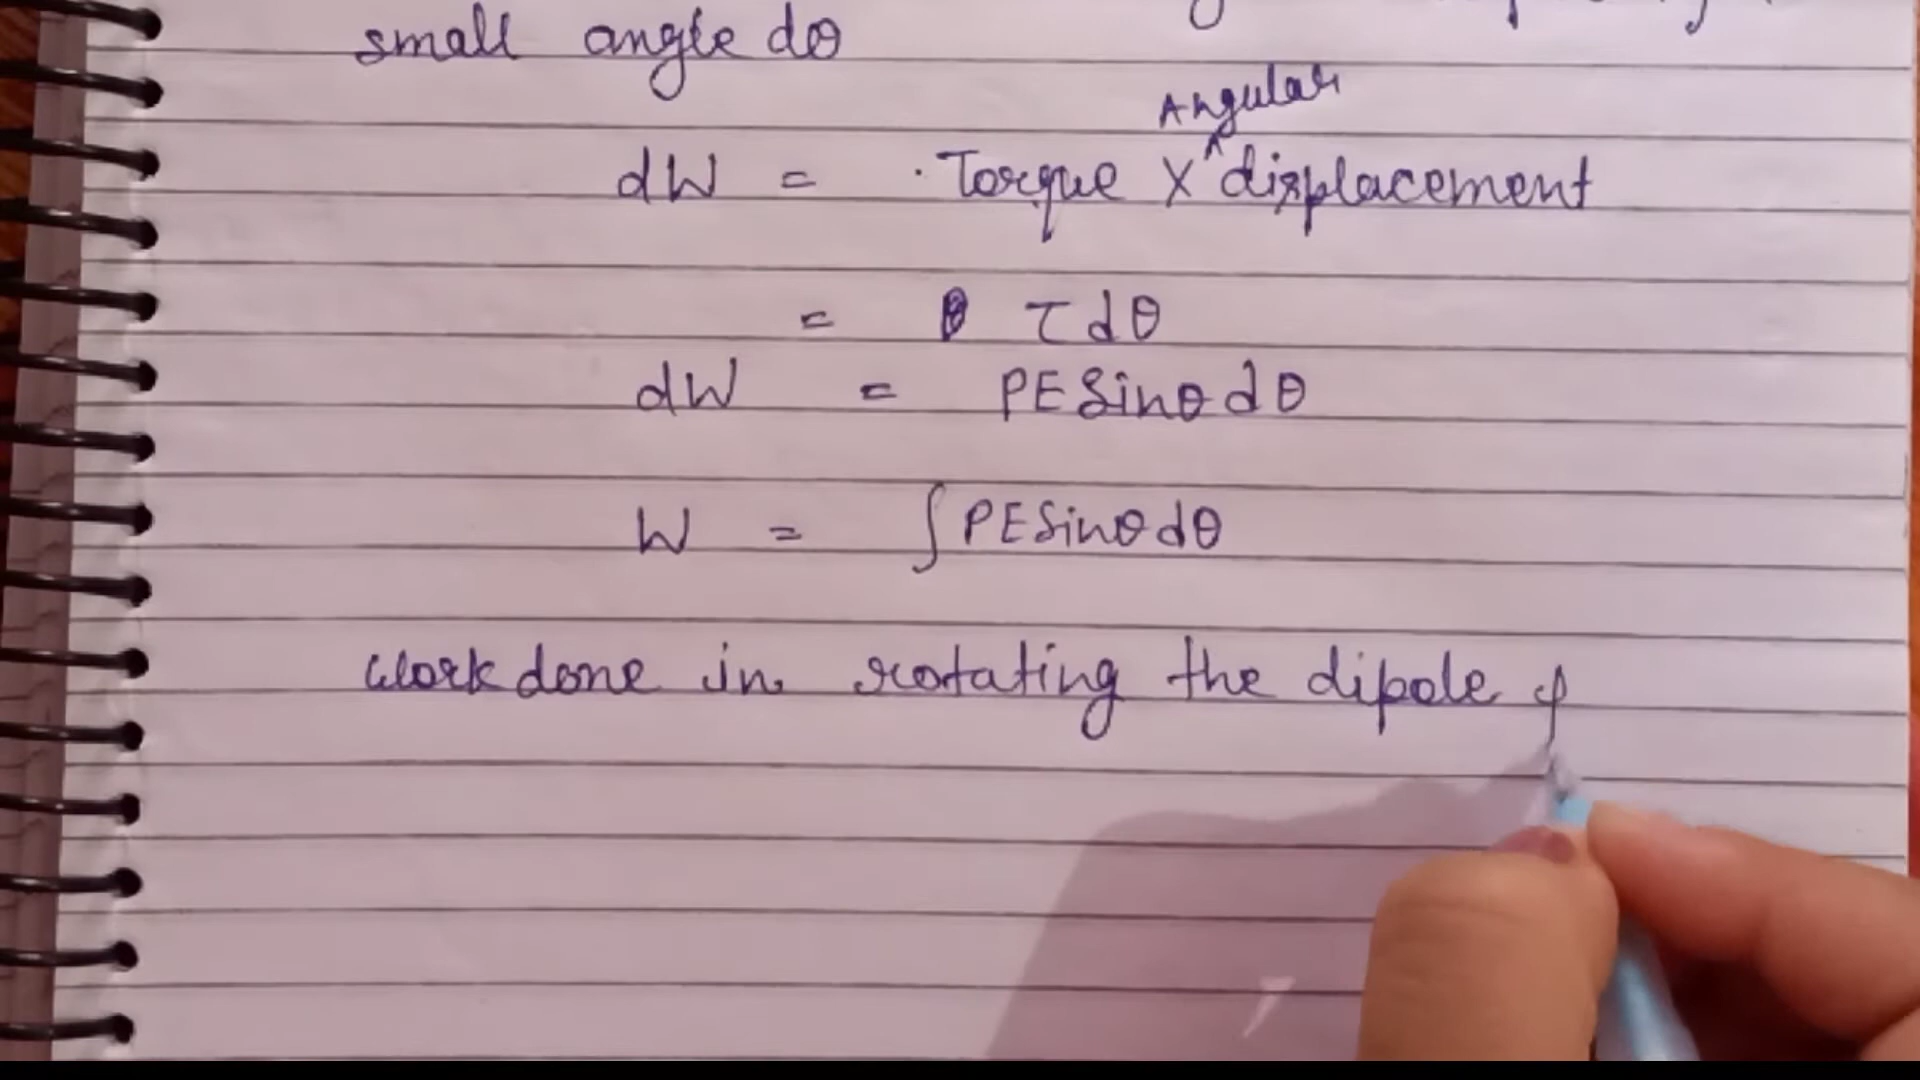 small angle dθ
Angular
dW = . Torque X ^ displacement
= τ dθ
dW = PE Sinθ dθ
W = ∫ PE Sinθ dθ
Work done in rotating the dipole